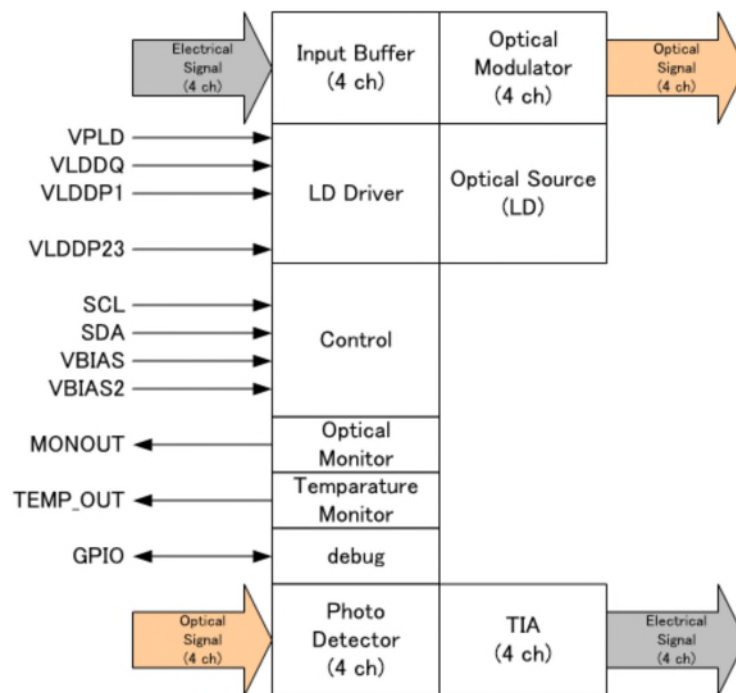 Electrical
Signal
(4 ch)
Input Buffer
(4 ch)
Optical
Modulator
(4 ch)
Optical
Signal
(4 ch)
VPLD
VLDDQ
VLDDP1
VLDDP23
LD Driver
Optical Source
(LD)
SCL
SDA
VBIAS
VBIAS2
Control
MONOUT
Optical
Monitor
TEMP_OUT
Temparature
Monitor
GPIO
debug
Optical
Signal
(4 ch)
Photo
Detector
(4 ch)
TIA
(4 ch)
Electrical
Signal
(4 ch)